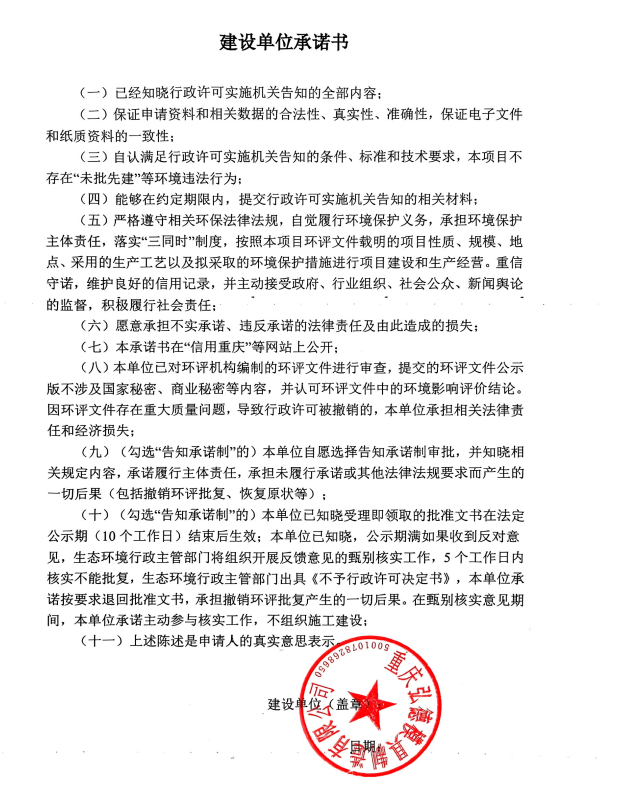 建设单位承诺书
（一）已经知晓行政许可实施机关告知的全部内容；
（二）保证申请资料和相关数据的合法性、真实性、准确性，保证电子文件
和纸质资料的一致性；
（三）自认满足行政许可实施机关告知的条件、标准和技术要求，本项目不
存在“未批先建”等环境违法行为；
（四）能够在约定期限内，提交行政许可实施机关告知的相关材料；
（五）严格遵守相关环保法律法规，自觉履行环境保护义务，承担环境保护
主体责任，落实“三同时”制度，按照本项目环评文件载明的项目性质、规模、地
点、采用的生产工艺以及拟采取的环境保护措施进行项目建设和生产经营。重信
守诺，维护良好的信用记录，并主动接受政府、行业组织、社会公众、新闻舆论
的监督，积极履行社会责任；
（六）愿意承担不实承诺、违反承诺的法律责任及由此造成的损失；
（七）本承诺书在“信用重庆”等网站上公开；
（八）本单位已对环评机构编制的环评文件进行审查，提交的环评文件公示
版不涉及国家秘密、商业秘密等内容，并认可环评文件中的环境影响评价结论。
因环评文件存在重大质量问题，导致行政许可被撤销的，本单位承担相关法律责
任和经济损失；
（九）（勾选“告知承诺制”的）本单位自愿选择告知承诺制审批，并知晓相
关规定内容，承诺履行主体责任，承担未履行承诺或其他法律法规要求而产生的
一切后果（包括撤销环评批复、恢复原状等）；
（十）（勾选“告知承诺制”的）本单位已知晓受理即领取的批准文书在法定
公示期（10 个工作日）结束后生效；本单位已知晓，公示期满如果收到反对意
见，生态环境行政主管部门将组织开展反馈意见的甄别核实工作，5 个工作日内
核实不能批复，生态环境行政主管部门出具《不予行政许可决定书》，本单位承
诺按要求退回批准文书，承担撤销环评批复产生的一切后果。在甄别核实意见期
间，本单位承诺主动参与核实工作，不组织施工建设；
（十一）上述陈述是申请人的真实意思表示。
建设单位（盖章）：
日期：
重庆弘德模具制造有限公司
5001078268650